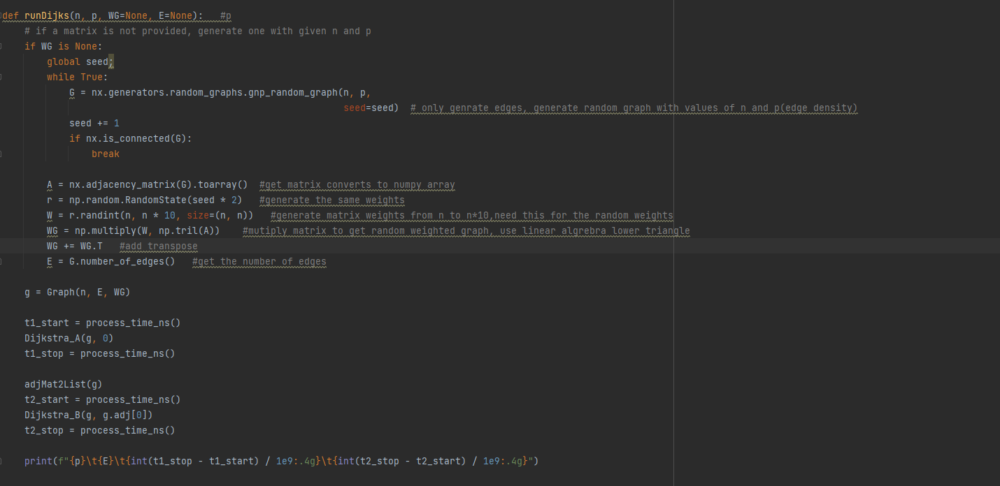 def runDijks(n, p, WG=None, E=None):   #p
    # if a matrix is not provided, generate one with given n and p
    if WG is None:
        global seed;
        while True:
            G = nx.generators.random_graphs.gnp_random_graph(n, p,
                                                             seed=seed)  # only genrate edges, generate random graph with values of n and p(edge density)
            seed += 1
            if nx.is_connected(G):
                break

        A = nx.adjacency_matrix(G).toarray()  #get matrix converts to numpy array
        r = np.random.RandomState(seed * 2)   #generate the same weights
        W = r.randint(n, n * 10, size=(n, n))   #generate matrix weights from n to n*10,need this for the random weights
        WG = np.multiply(W, np.tril(A))    #mutiply matrix to get random weighted graph, use linear algrebra lower triangle
        WG += WG.T   #add transpose
        E = G.number_of_edges()   #get the number of edges

    g = Graph(n, E, WG)

    t1_start = process_time_ns()
    Dijkstra_A(g, 0)
    t1_stop = process_time_ns()

    adjMat2List(g)
    t2_start = process_time_ns()
    Dijkstra_B(g, g.adj[0])
    t2_stop = process_time_ns()

    print(f"{p}\t{E}\t{int(t1_stop - t1_start) / 1e9:.4g}\t{int(t2_stop - t2_start) / 1e9:.4g}")